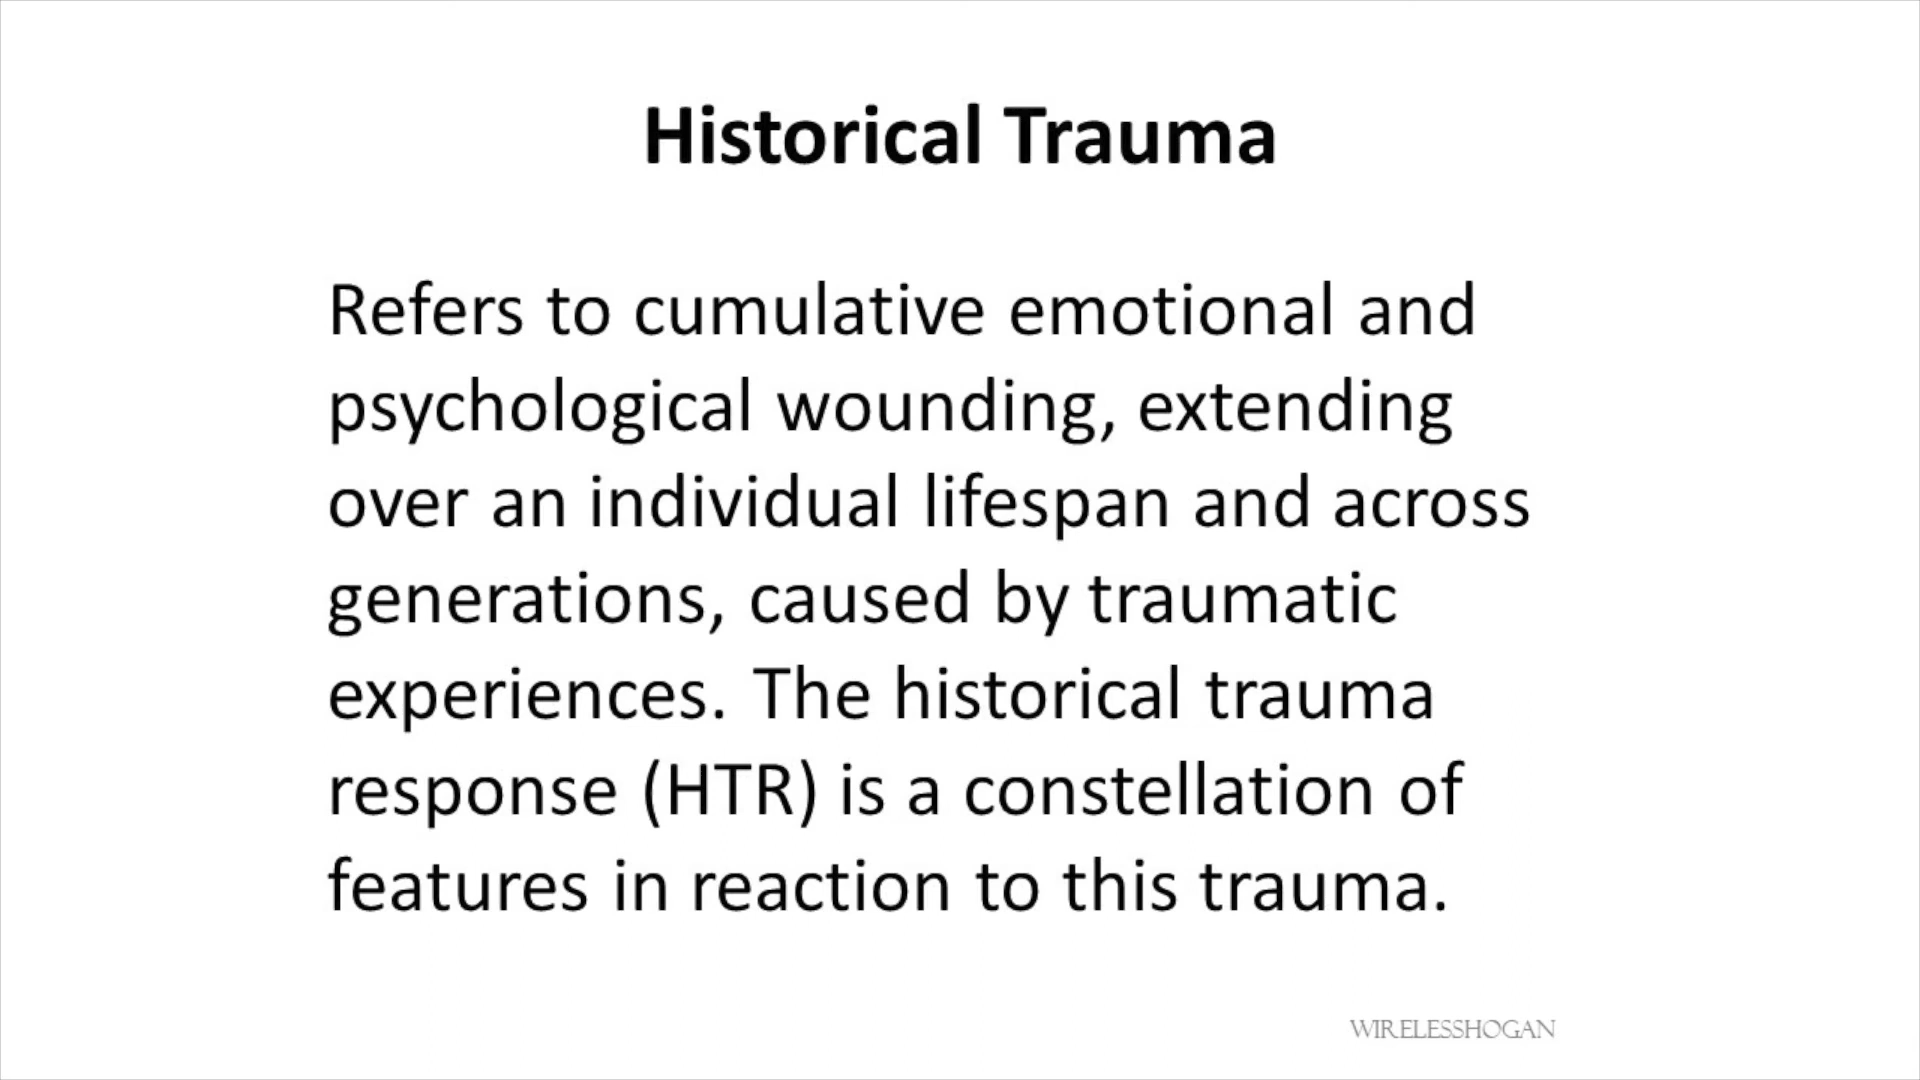 Historical Trauma
Refers to cumulative emotional and
psychological wounding, extending
over an individual lifespan and across
generations, caused by traumatic
experiences. The historical trauma
response (HTR) is a constellation of
features in reaction to this trauma.
WIRELESSHOGAN